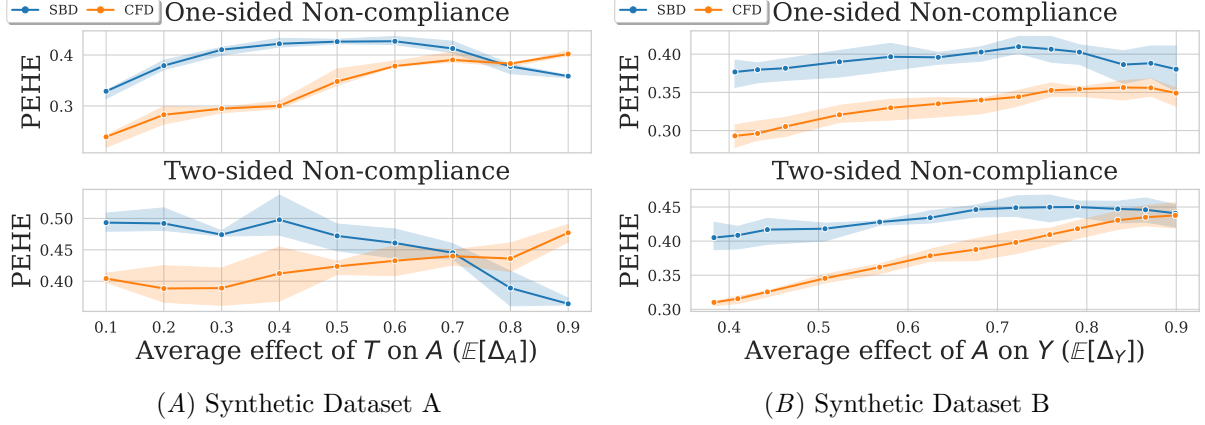 SBD CFD
One-sided Non-compliance
0.4
0.3
PEHE
Two-sided Non-compliance
0.50
0.45
0.40
PEHE
0.1 0.2 0.3 0.4 0.5 0.6 0.7 0.8 0.9
Average effect of T on A (𝔼[Δ_A])
(A) Synthetic Dataset A
SBD CFD
One-sided Non-compliance
0.40
0.35
0.30
PEHE
Two-sided Non-compliance
0.45
0.40
0.35
0.30
PEHE
0.4 0.5 0.6 0.7 0.8 0.9
Average effect of A on Y (𝔼[Δ_Y])
(B) Synthetic Dataset B